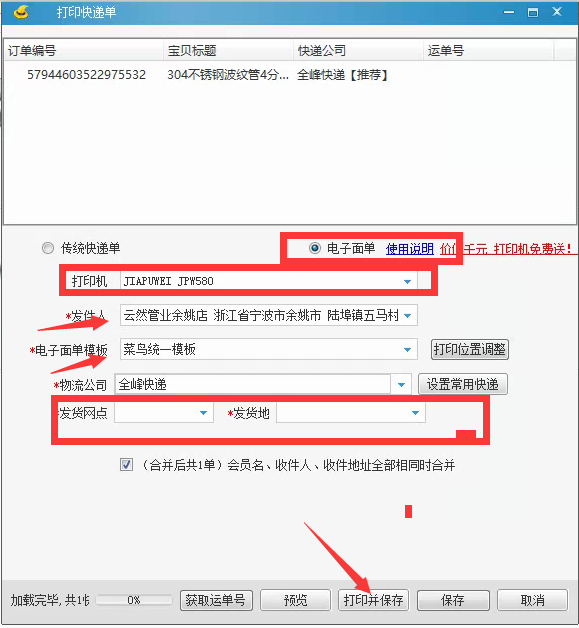 打印快递单
订单编号 宝贝标题 快递公司 运单号
57944603522975532 304不锈钢波纹管4分... 全峰快递【推荐】
传统快递单 电子面单 使用说明 千元 打印机免费送!
打印机 JIAPUWEI JPW580
*发件人 云然管业余姚店 浙江省宁波市余姚市 陆埠镇五马村
*电子面单模板 菜鸟统一模板 打印位置调整
*物流公司 全峰快递 设置常用快递
发货网点 *发货地
(合并后共1单)会员名、收件人、收件地址全部相同时合并
加载完毕,共1 0% 获取运单号 预览 打印并保存 保存 取消